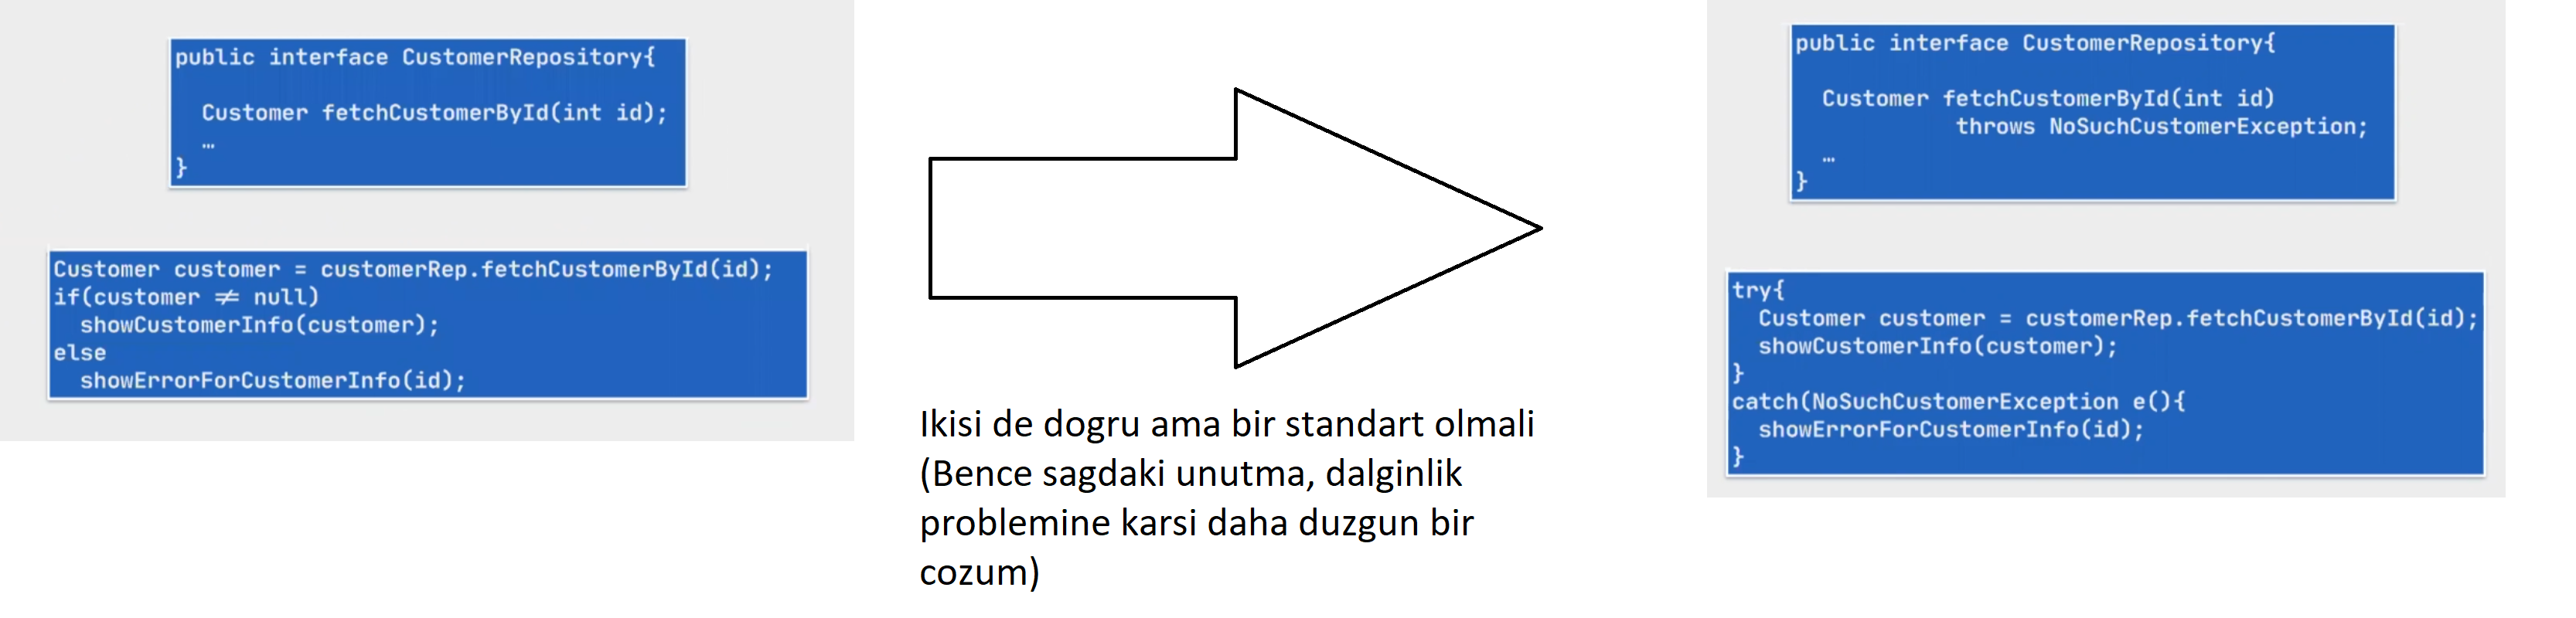 public interface CustomerRepository{
Customer fetchCustomerById(int id);
…
}
Customer customer = customerRep.fetchCustomerById(id);
if(customer ≠ null)
showCustomerInfo(customer);
else
showErrorForCustomerInfo(id);
Ikisi de dogru ama bir standart olmali
(Bence sagdaki unutma, dalginlik
problemine karsi daha duzgun bir
cozum)
public interface CustomerRepository{
Customer fetchCustomerById(int id)
throws NoSuchCustomerException;
…
}
try{
Customer customer = customerRep.fetchCustomerById(id);
showCustomerInfo(customer);
}
catch(NoSuchCustomerException e(){
showErrorForCustomerInfo(id);
}